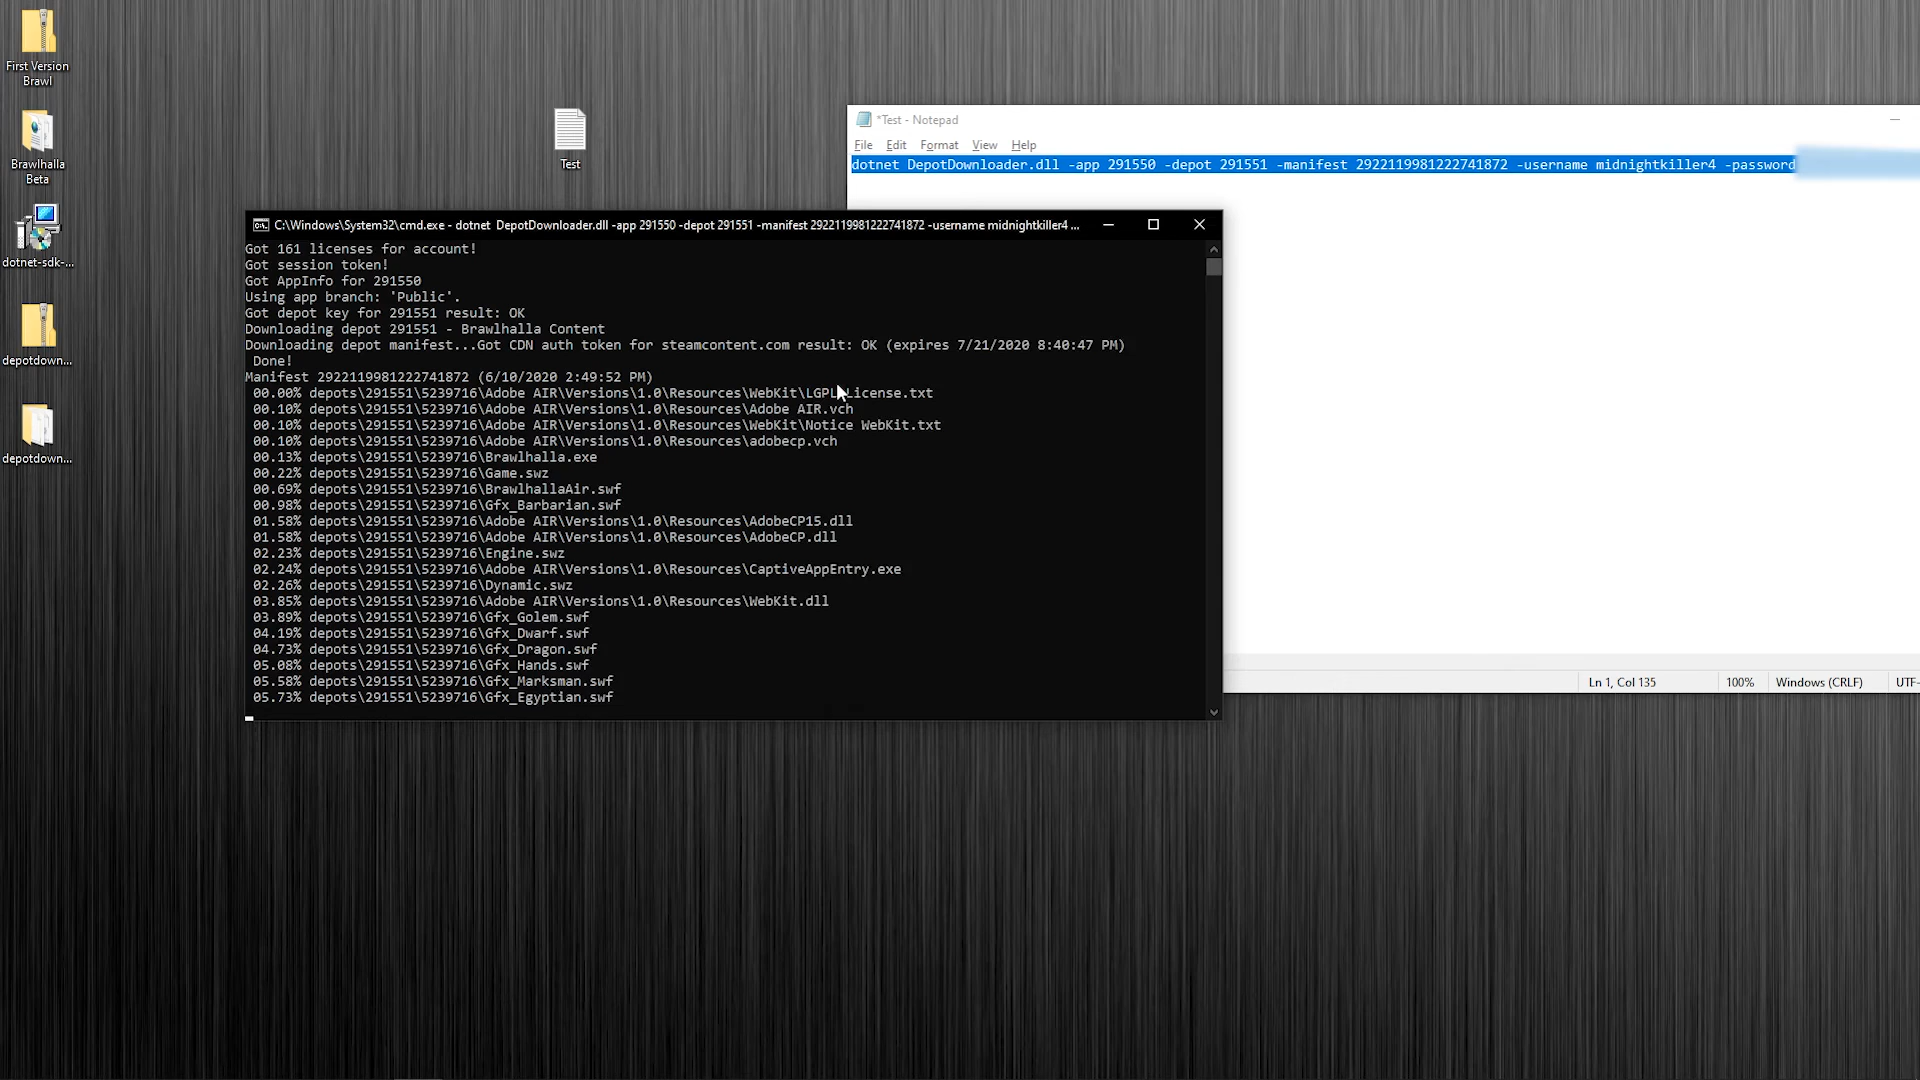 First Version
Brawl
Brawlhalla
Beta
dotnet-sdk-...
depotdown...
depotdown...
Test
*Test - Notepad
File Edit Format View Help
dotnet DepotDownloader.dll -app 291550 -depot 291551 -manifest 2922119981222741872 -username midnightkiller4 -password
C:\Windows\System32\cmd.exe - dotnet DepotDownloader.dll -app 291550 -depot 291551 -manifest 2922119981222741872 -username midnightkiller4 ...
Got 161 licenses for account!
Got session token!
Got AppInfo for 291550
Using app branch: 'Public'.
Got depot key for 291551 result: OK
Downloading depot 291551 - Brawlhalla Content
Downloading depot manifest...Got CDN auth token for steamcontent.com result: OK (expires 7/21/2020 8:40:47 PM)
Done!
Manifest 2922119981222741872 (6/10/2020 2:49:52 PM)
00.00% depots\291551\5239716\Adobe AIR\Versions\1.0\Resources\WebKit\LGPL License.txt
00.10% depots\291551\5239716\Adobe AIR\Versions\1.0\Resources\Adobe AIR.vch
00.10% depots\291551\5239716\Adobe AIR\Versions\1.0\Resources\WebKit\Notice WebKit.txt
00.10% depots\291551\5239716\Adobe AIR\Versions\1.0\Resources\adobecp.vch
00.13% depots\291551\5239716\Brawlhalla.exe
00.22% depots\291551\5239716\Game.swz
00.69% depots\291551\5239716\BrawlhallaAir.swf
00.98% depots\291551\5239716\Gfx_Barbarian.swf
01.58% depots\291551\5239716\Adobe AIR\Versions\1.0\Resources\AdobeCP15.dll
01.58% depots\291551\5239716\Adobe AIR\Versions\1.0\Resources\AdobeCP.dll
02.23% depots\291551\5239716\Engine.swz
02.24% depots\291551\5239716\Adobe AIR\Versions\1.0\Resources\CaptiveAppEntry.exe
02.26% depots\291551\5239716\Dynamic.swz
03.85% depots\291551\5239716\Adobe AIR\Versions\1.0\Resources\WebKit.dll
03.89% depots\291551\5239716\Gfx_Golem.swf
04.19% depots\291551\5239716\Gfx_Dwarf.swf
04.73% depots\291551\5239716\Gfx_Dragon.swf
05.08% depots\291551\5239716\Gfx_Hands.swf
05.58% depots\291551\5239716\Gfx_Marksman.swf
05.73% depots\291551\5239716\Gfx_Egyptian.swf
Ln 1, Col 135 100% Windows (CRLF) UTF-